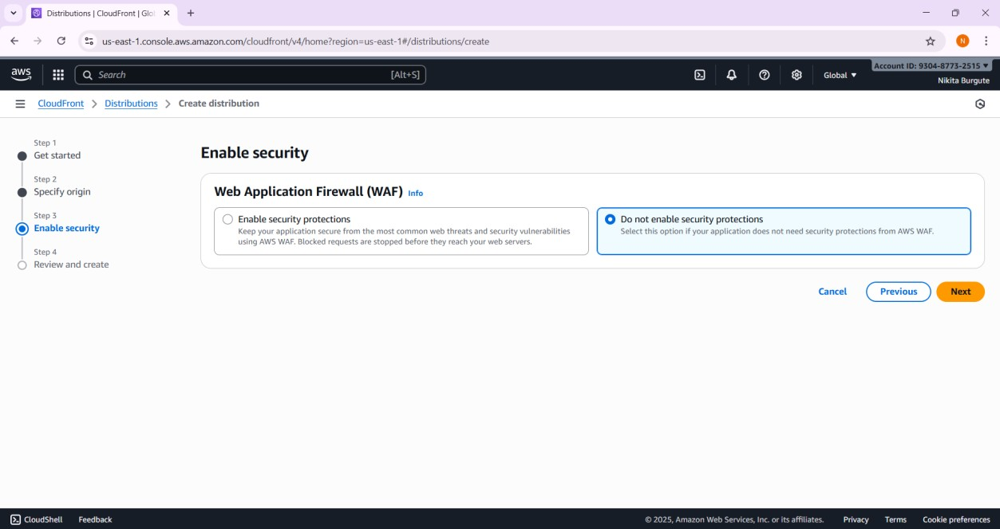 Distributions | CloudFront | Glo
us-east-1.console.aws.amazon.com/cloudfront/v4/home?region=us-east-1#/distributions/create
aws
Search
[Alt+S]
Global
Account ID: 9304-8773-2515
Nikita Burgute
N
CloudFront
Distributions
Create distribution
Step 1
Get started
Step 2
Specify origin
Step 3
Enable security
Step 4
Review and create
Enable security
Web Application Firewall (WAF) Info
Enable security protections
Keep your application secure from the most common web threats and security vulnerabilities
using AWS WAF. Blocked requests are stopped before they reach your web servers.
Do not enable security protections
Select this option if your application does not need security protections from AWS WAF.
Cancel
Previous
Next
CloudShell
Feedback
© 2025, Amazon Web Services, Inc. or its affiliates.
Privacy
Terms
Cookie preferences